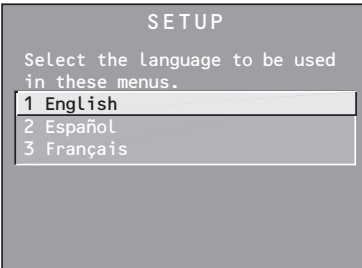 SETUP
Select the language to be used
in these menus.
1 English
2 Español
3 Français